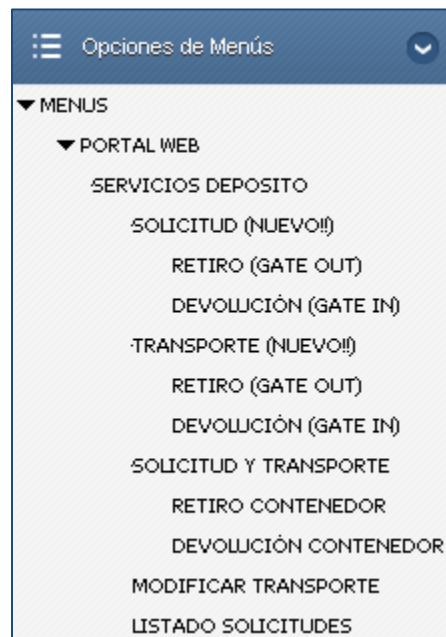 Opciones de Menús
MENUS
PORTAL WEB
SERVICIOS DEPOSITO
SOLICITUD (NUEVO!!)
RETIRO (GATE OUT)
DEVOLUCIÓN (GATE IN)
TRANSPORTE (NUEVO!!)
RETIRO (GATE OUT)
DEVOLUCIÓN (GATE IN)
SOLICITUD Y TRANSPORTE
RETIRO CONTENEDOR
DEVOLUCIÓN CONTENEDOR
MODIFICAR TRANSPORTE
LISTADO SOLICITUDES